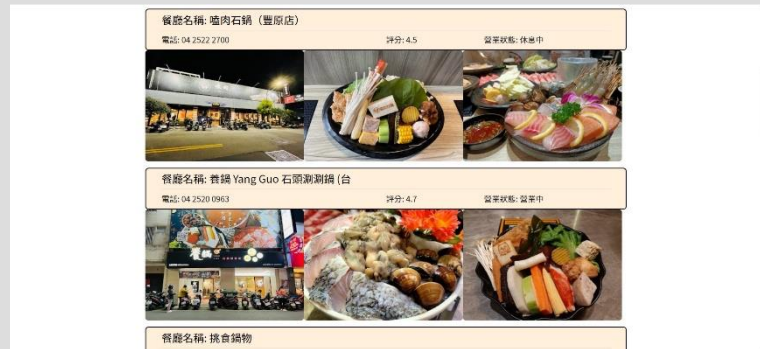 餐廳名稱: 嗑肉石鍋（豐原店）
電話: 04 2522 2700 評分: 4.5 營業狀態: 休息中
餐廳名稱: 養鍋 Yang Guo 石頭涮涮鍋 (台
電話: 04 2520 0963 評分: 4.7 營業狀態: 營業中
養鍋
餐廳名稱: 挑食鍋物